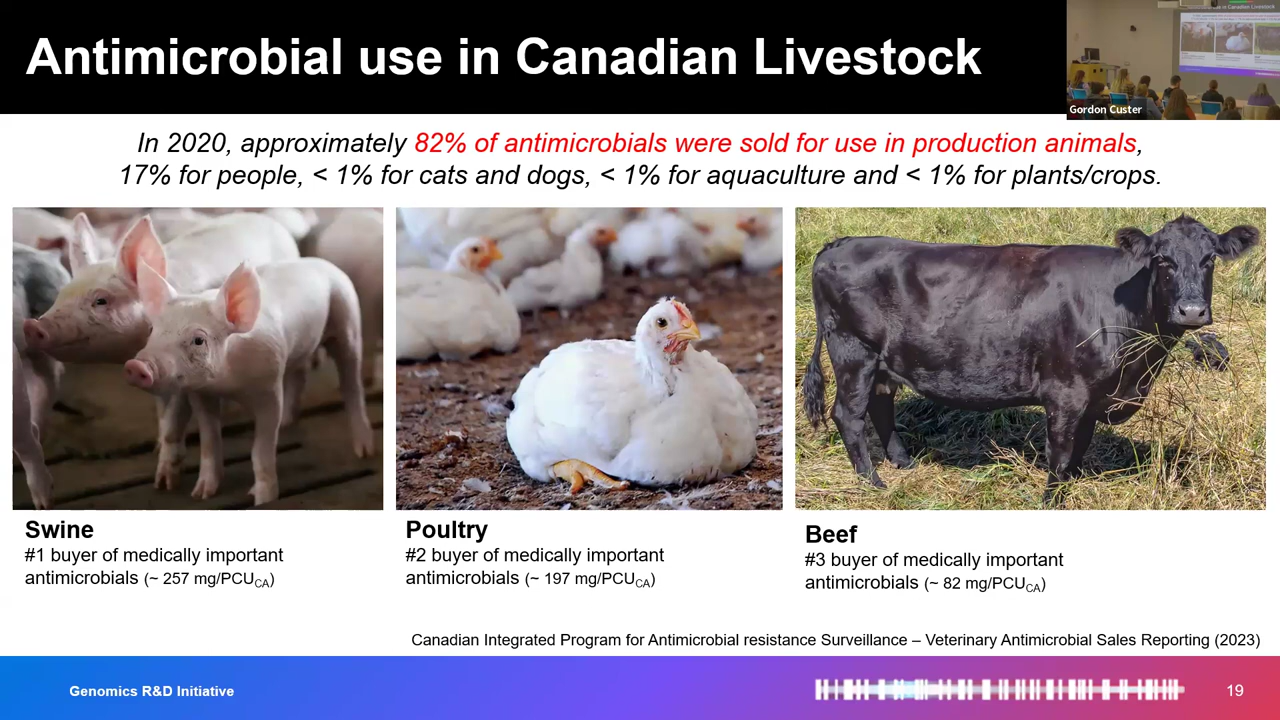 Antimicrobial use in Canadian Livestock
Gordon Custer
In 2020, approximately 82% of antimicrobials were sold for use in production animals,
17% for people, < 1% for cats and dogs, < 1% for aquaculture and < 1% for plants/crops.
Swine
#1 buyer of medically important
antimicrobials (~ 257 mg/PCUCA)
Poultry
#2 buyer of medically important
antimicrobials (~ 197 mg/PCUCA)
Beef
#3 buyer of medically important
antimicrobials (~ 82 mg/PCUCA)
Canadian Integrated Program for Antimicrobial resistance Surveillance – Veterinary Antimicrobial Sales Reporting (2023)
Genomics R&D Initiative
19